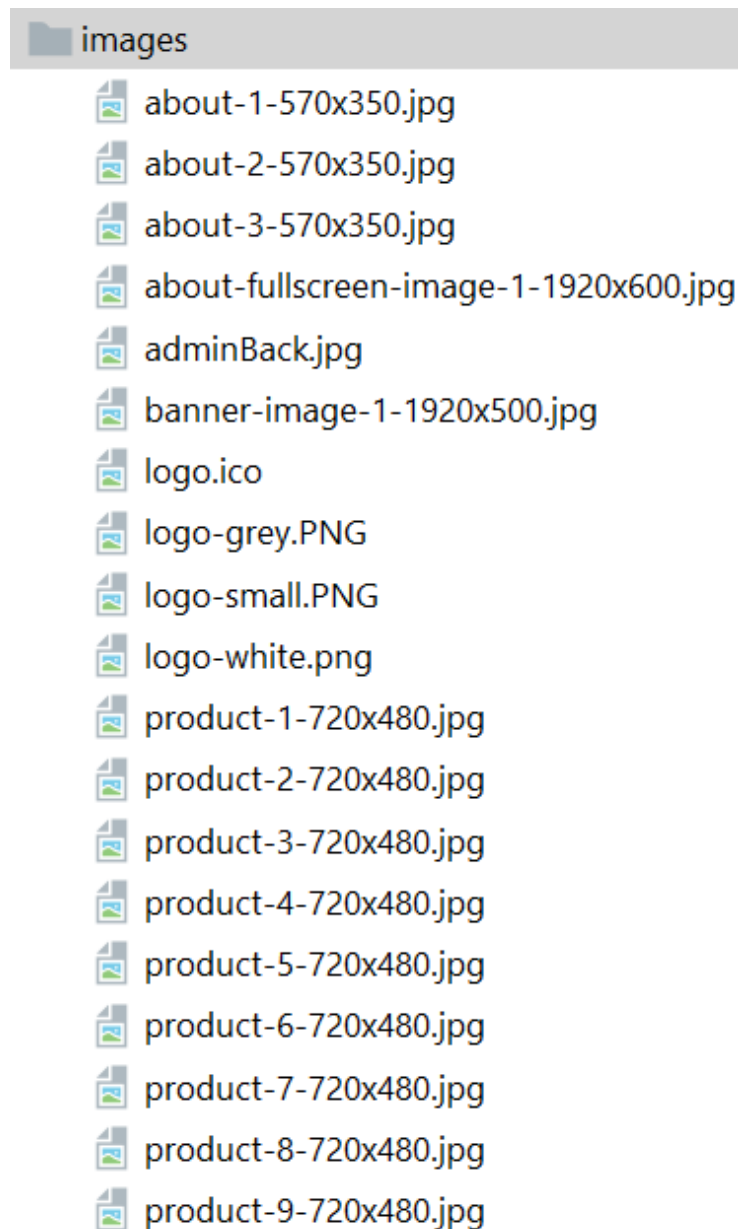 images
about-1-570x350.jpg
about-2-570x350.jpg
about-3-570x350.jpg
about-fullscreen-image-1-1920x600.jpg
adminBack.jpg
banner-image-1-1920x500.jpg
logo.ico
logo-grey.PNG
logo-small.PNG
logo-white.png
product-1-720x480.jpg
product-2-720x480.jpg
product-3-720x480.jpg
product-4-720x480.jpg
product-5-720x480.jpg
product-6-720x480.jpg
product-7-720x480.jpg
product-8-720x480.jpg
product-9-720x480.jpg